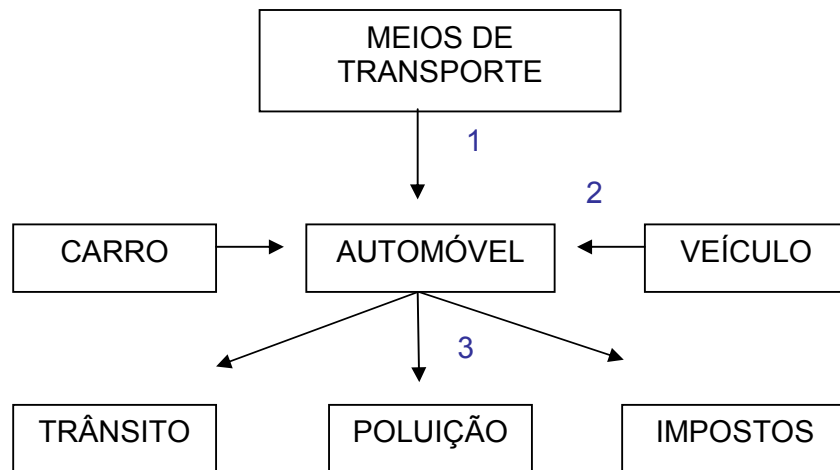 MEIOS DE
TRANSPORTE
1
2
CARRO
AUTOMÓVEL
VEÍCULO
3
TRÂNSITO
POLUIÇÃO
IMPOSTOS